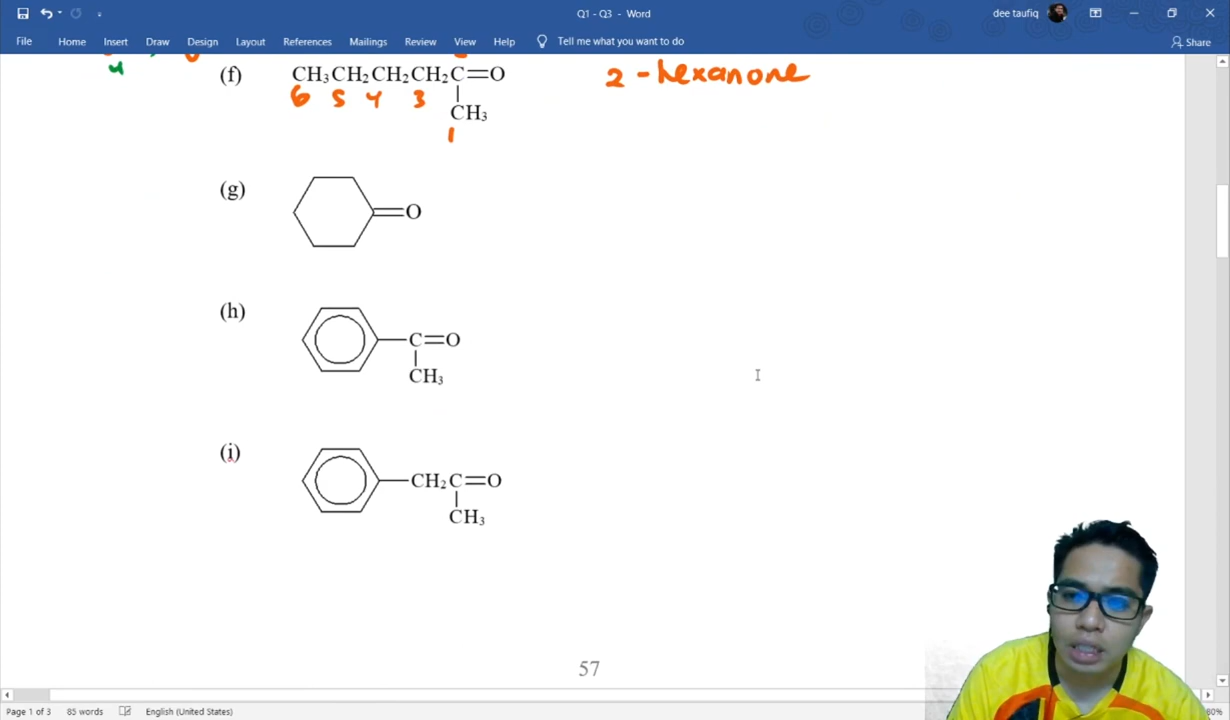 Q1 - Q3 - Word
dee taufiq
File Home Insert Draw Design Layout References Mailings Review View Help Tell me what you want to do Share
4
(f) CH₃CH₂CH₂CH₂C=O 2 - hexanone
6 5 4 3
CH₃
1
(g) =O
(h) C=O
CH₃
(i) CH₂C=O
CH₃
57
Page 1 of 3 85 words English (United States) 80%